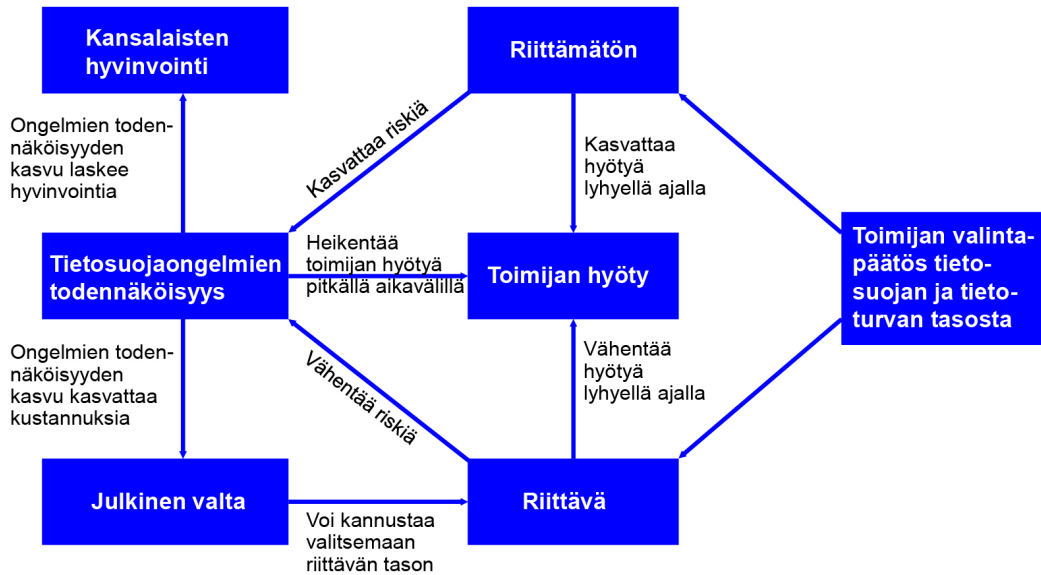 Kansalaisten
hyvinvointi
Riittämätön
Ongelmien toden-
näköisyyden
kasvu laskee
hyvinvointia
Kasvattaa riskiä
Kasvattaa
hyötyä
lyhyellä ajalla
Tietosuojaongelmien
todennäköisyys
Heikentää
toimijan hyötyä
pitkällä aikavälillä
Toimijan hyöty
Toimijan valinta-
päätös tieto-
suojan ja tieto-
turvan tasosta
Ongelmien toden-
näköisyyden
kasvu kasvattaa
kustannuksia
Vähentää riskiä
Vähentää
hyötyä
lyhyellä ajalla
Julkinen valta
Voi kannustaa
valitsemaan
riittävän tason
Riittävä